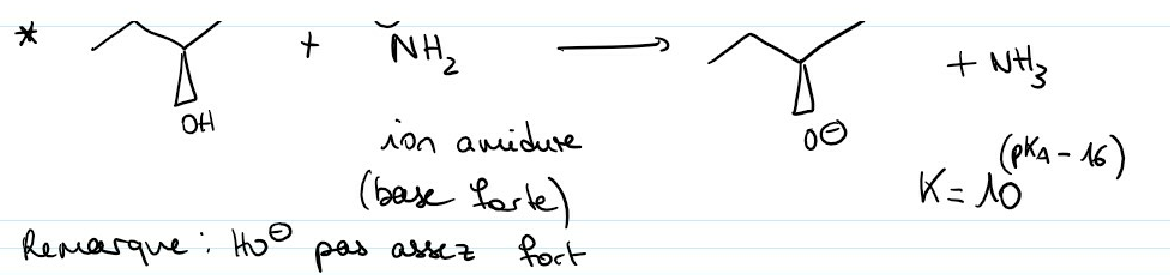 * + NH₂ → + NH₃
OH O⊖
ion amidure
(base forte)
K = 10^(pKA - 16)
Remarque : HO⊖ pas assez fort